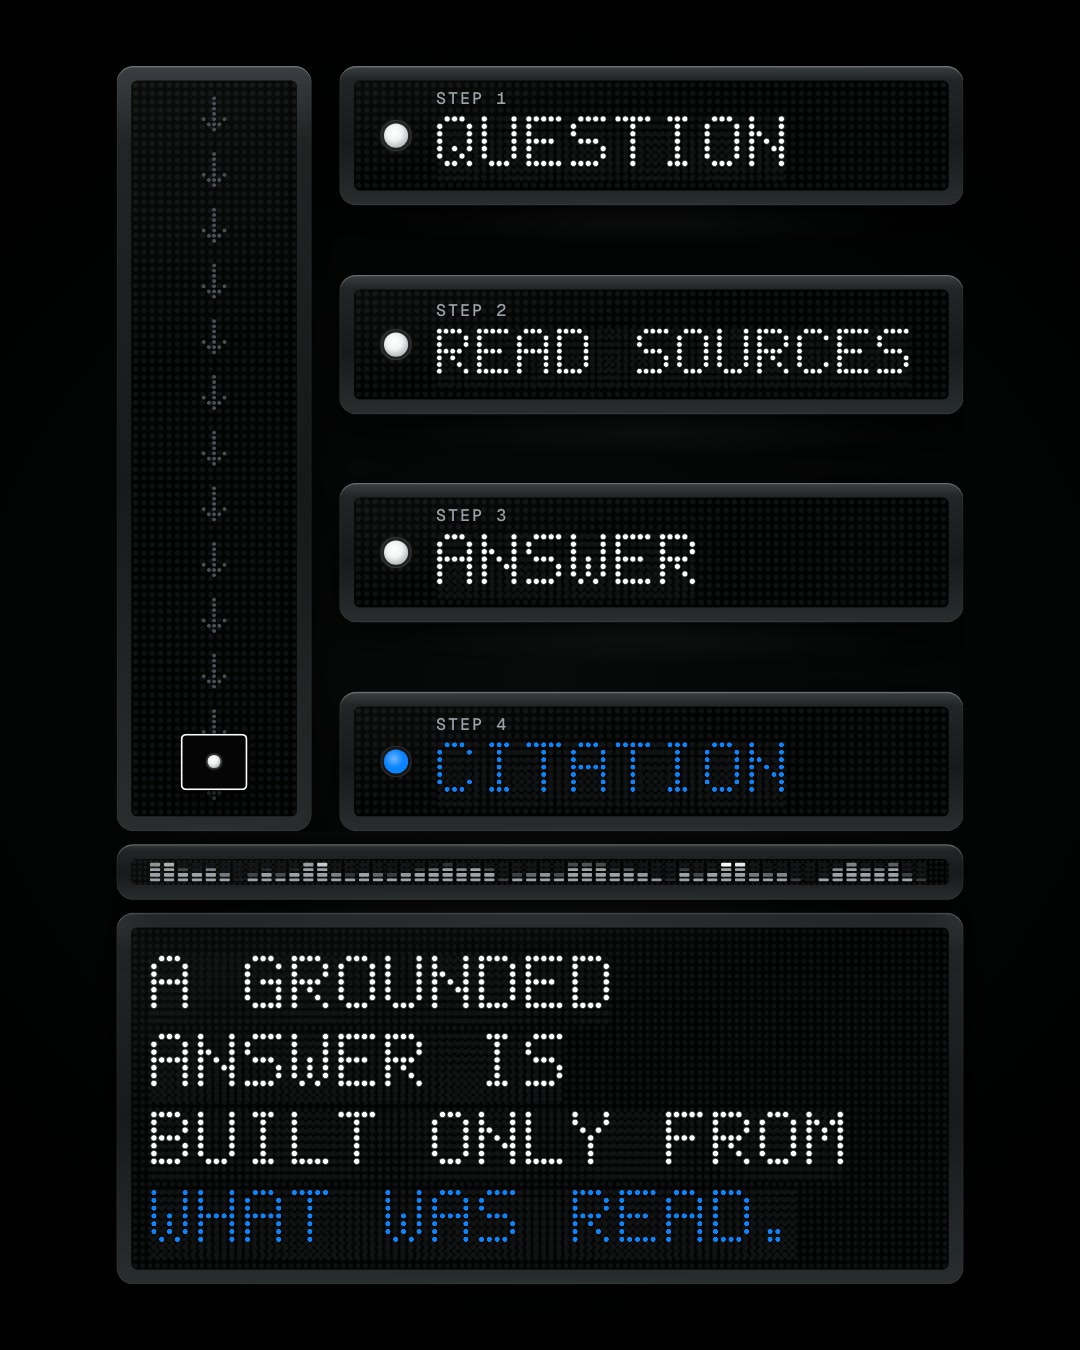 STEP 1
QUESTION
STEP 2
READ SOURCES
STEP 3
ANSWER
STEP 4
CITATION
A GROUNDED
ANSWER IS
BUILT ONLY FROM
WHAT WAS READ.